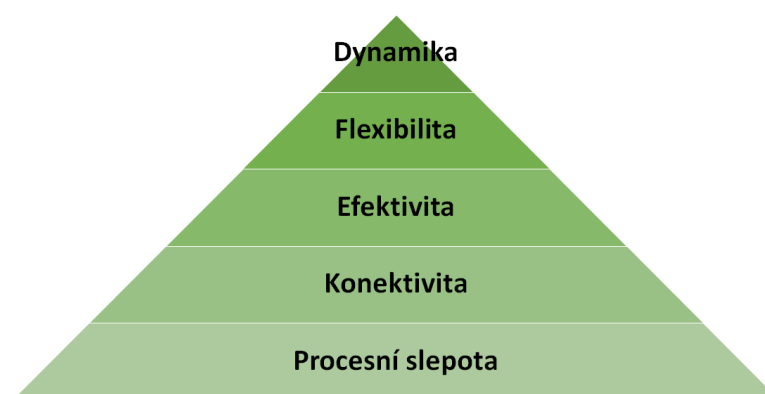 Dynamika
Flexibilita
Efektivita
Konektivita
Procesní slepota